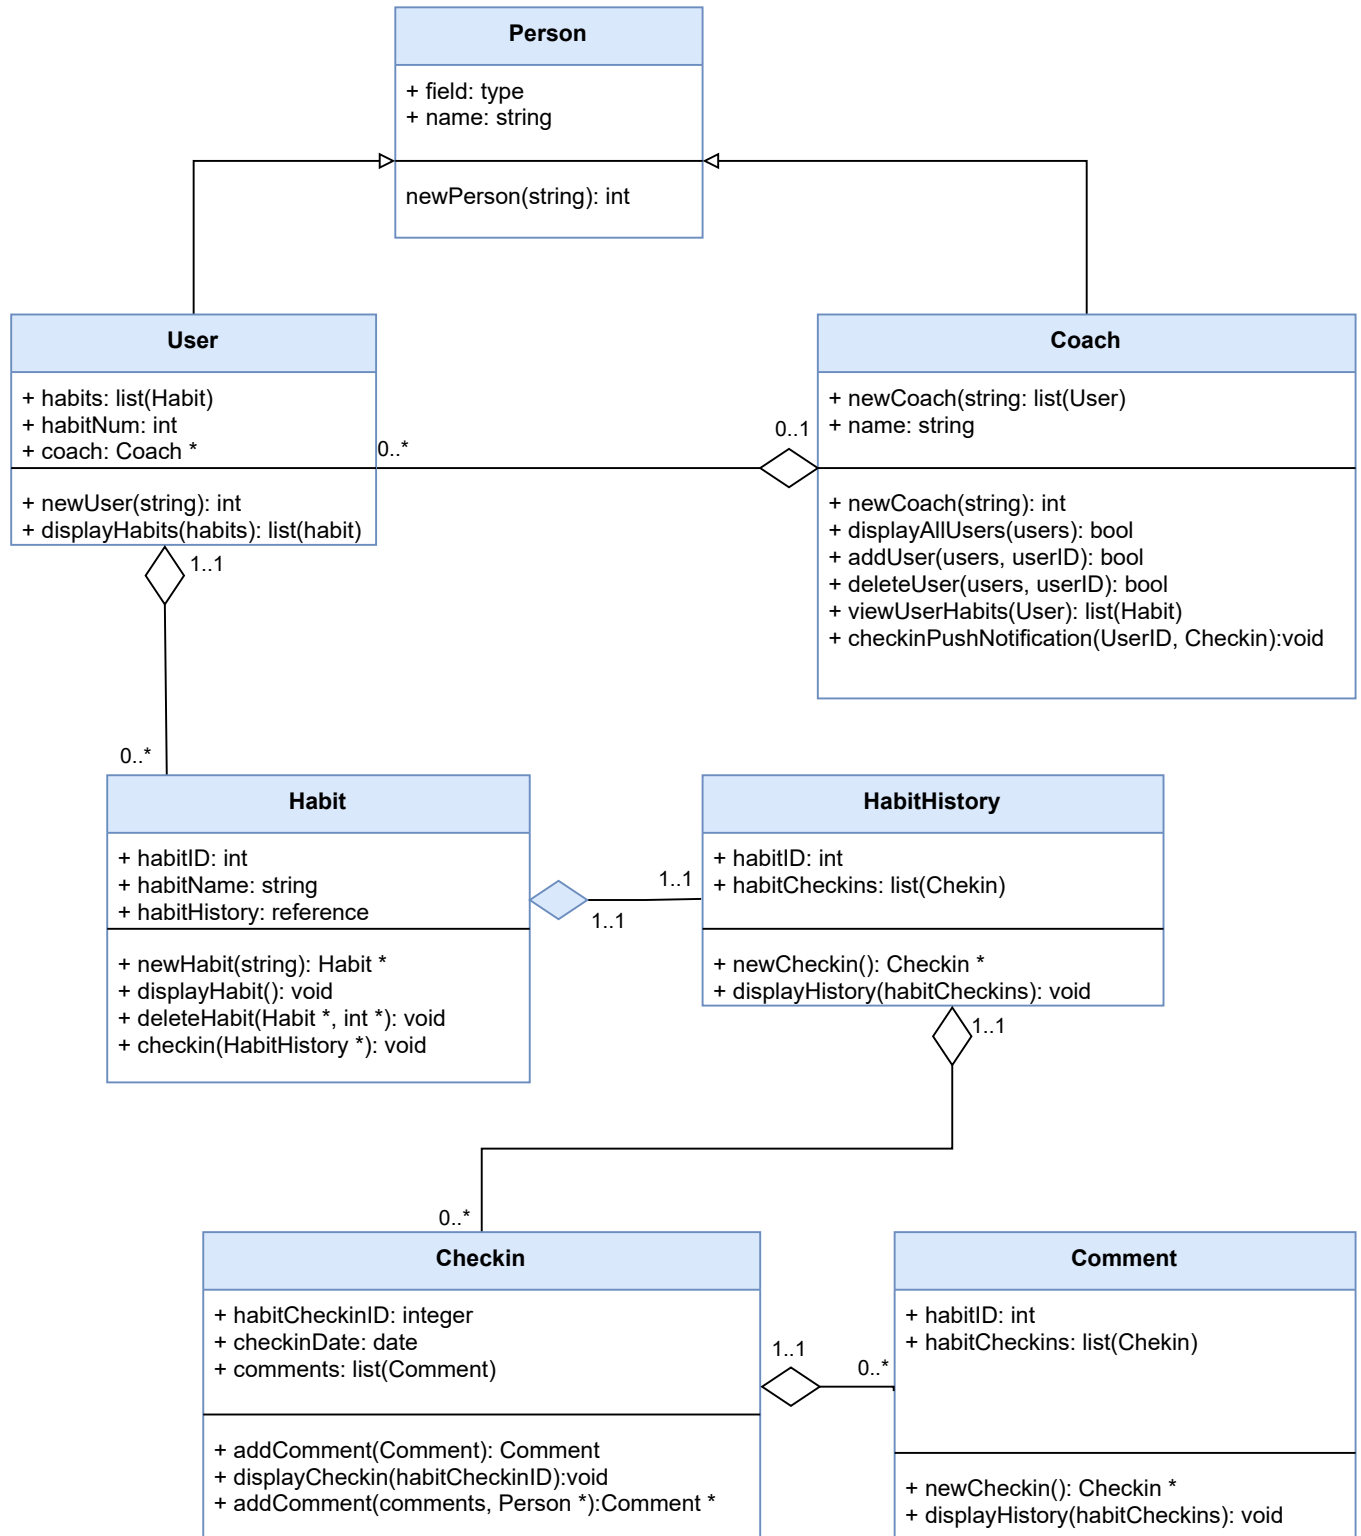 Person
+ field: type
+ name: string
newPerson(string): int
User
+ habits: list(Habit)
+ habitNum: int
+ coach: Coach *
+ newUser(string): int
+ displayHabits(habits): list(habit)
0..*
0..1
Coach
+ newCoach(string: list(User)
+ name: string
+ newCoach(string): int
+ displayAllUsers(users): bool
+ addUser(users, userID): bool
+ deleteUser(users, userID): bool
+ viewUserHabits(User): list(Habit)
+ checkinPushNotification(UserID, Checkin):void
1..1
0..*
Habit
+ habitID: int
+ habitName: string
+ habitHistory: reference
+ newHabit(string): Habit *
+ displayHabit(): void
+ deleteHabit(Habit *, int *): void
+ checkin(HabitHistory *): void
1..1
1..1
HabitHistory
+ habitID: int
+ habitCheckins: list(Chekin)
+ newCheckin(): Checkin *
+ displayHistory(habitCheckins): void
1..1
0..*
Checkin
+ habitCheckinID: integer
+ checkinDate: date
+ comments: list(Comment)
+ addComment(Comment): Comment
+ displayCheckin(habitCheckinID):void
+ addComment(comments, Person *):Comment *
1..1
0..*
Comment
+ habitID: int
+ habitCheckins: list(Chekin)
+ newCheckin(): Checkin *
+ displayHistory(habitCheckins): void